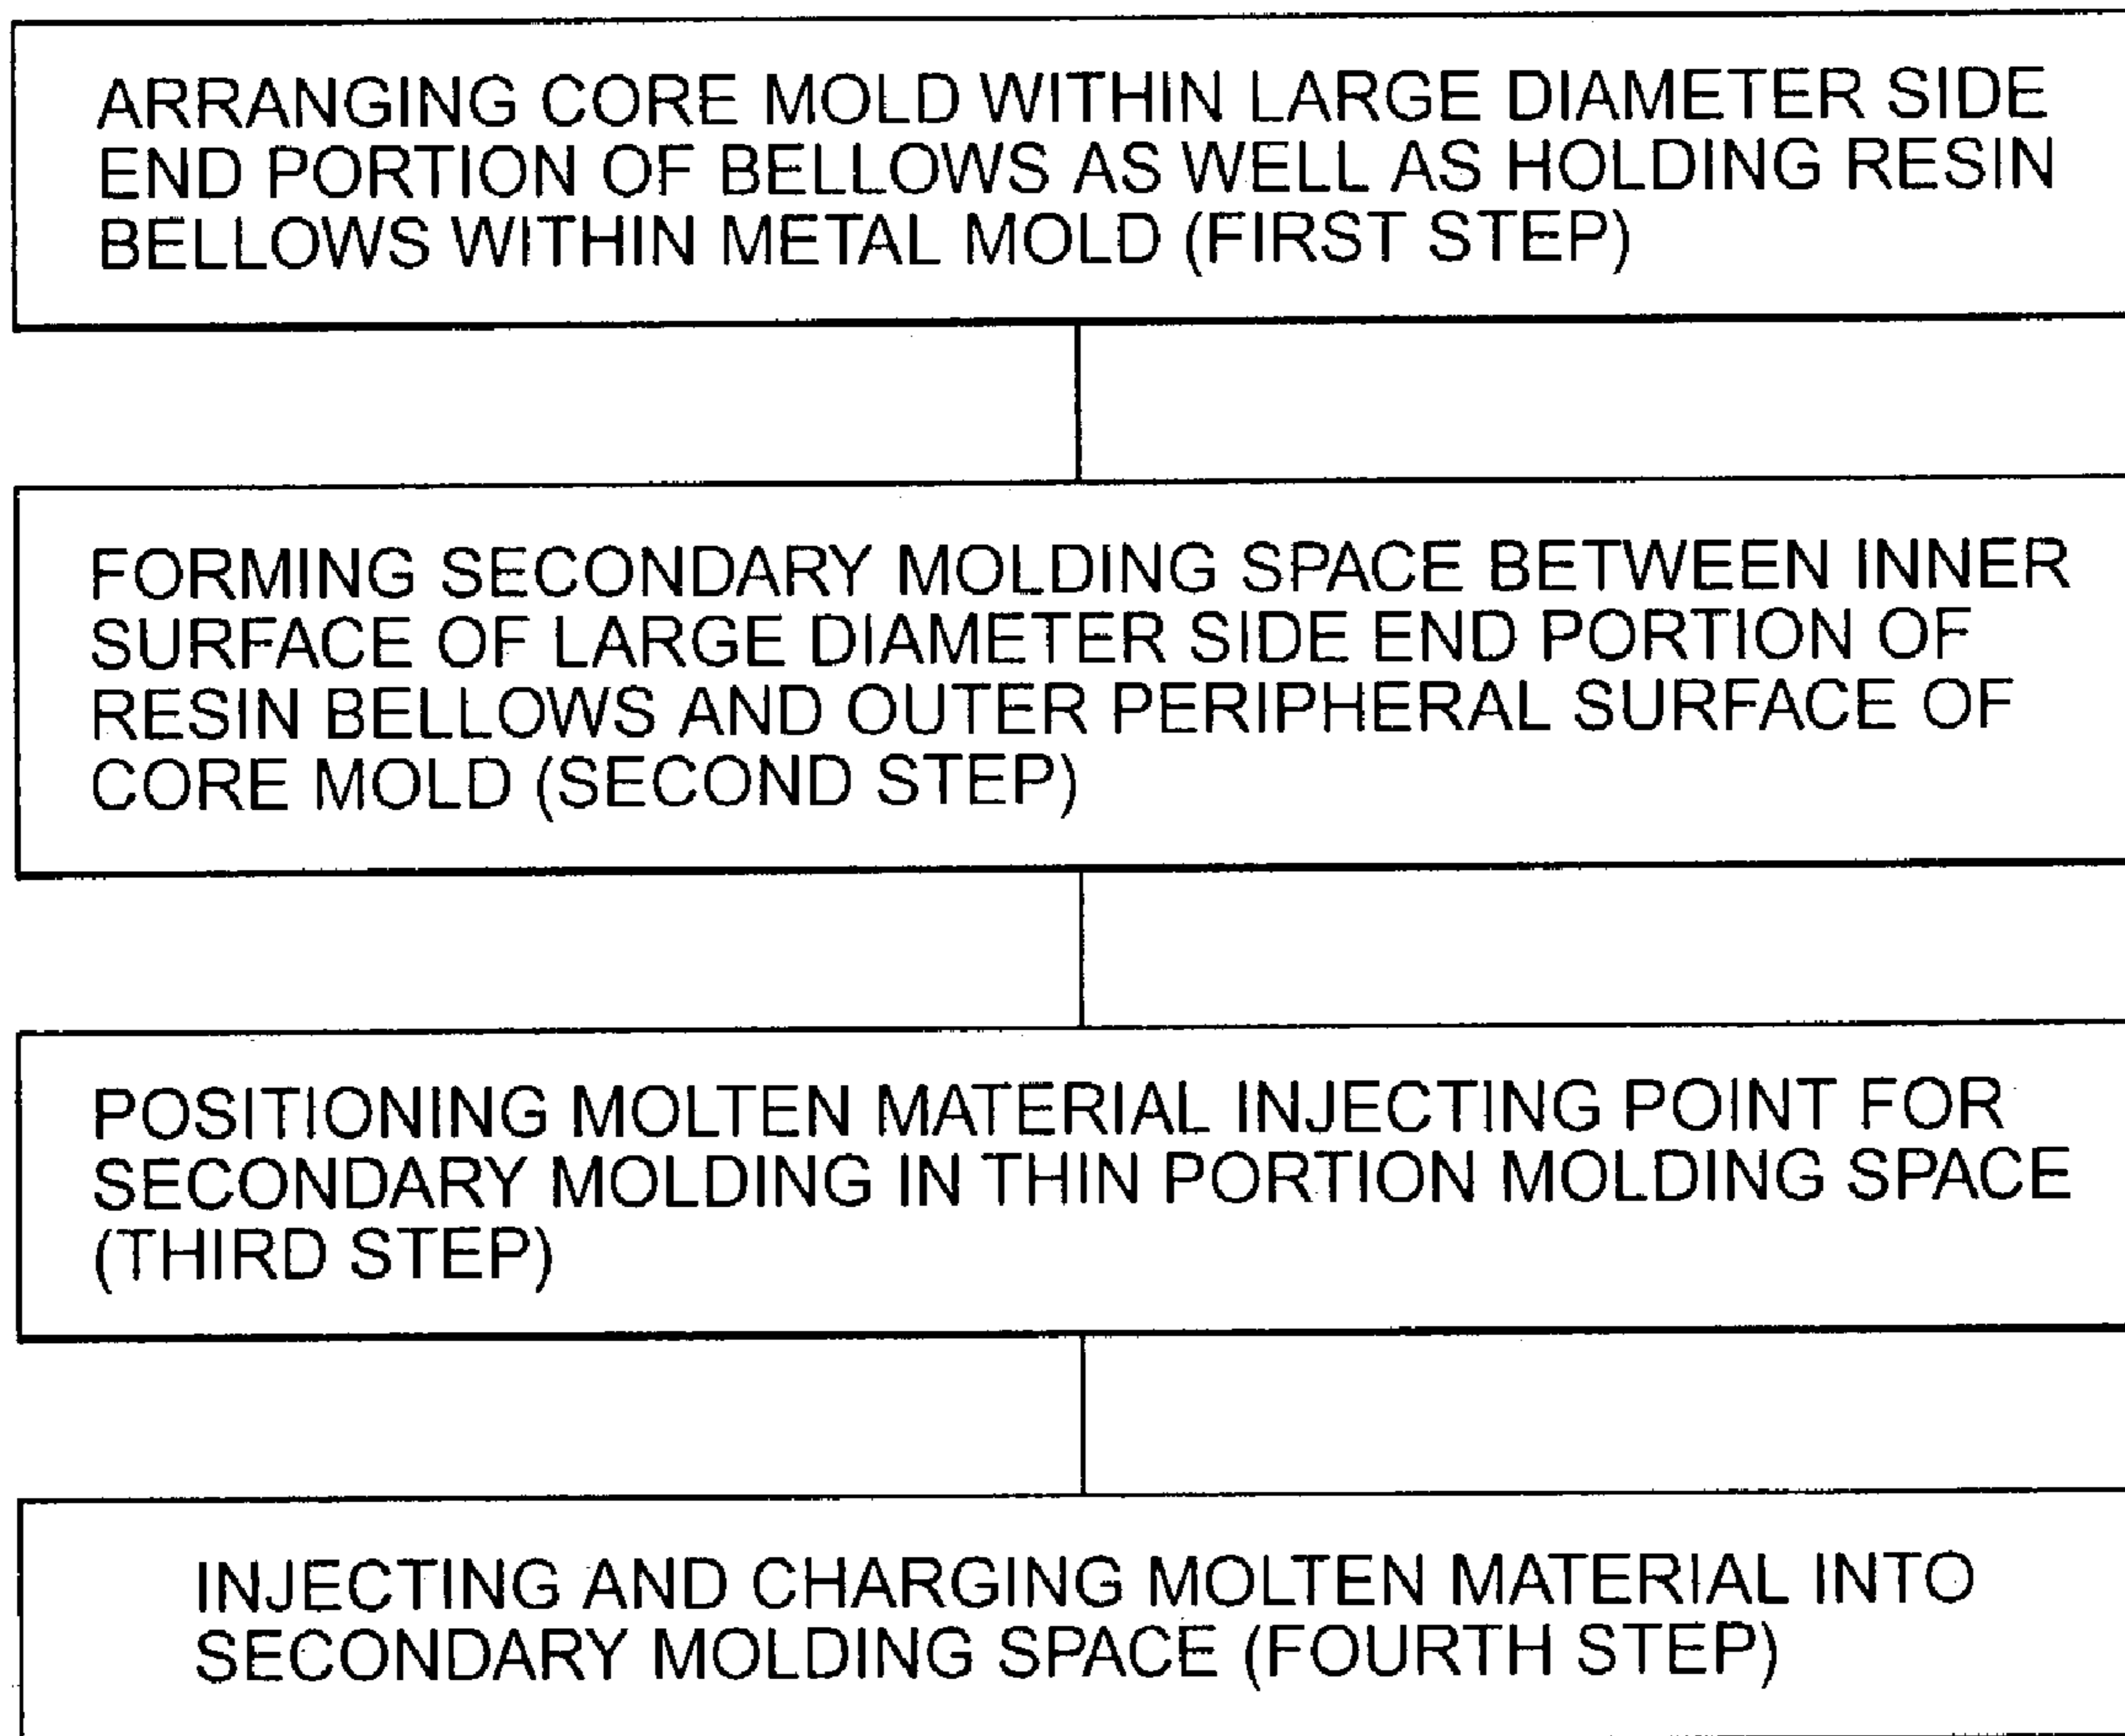 ARRANGING CORE MOLD WITHIN LARGE DIAMETER SIDE
END PORTION OF BELLOWS AS WELL AS HOLDING RESIN
BELLOWS WITHIN METAL MOLD (FIRST STEP)
FORMING SECONDARY MOLDING SPACE BETWEEN INNER
SURFACE OF LARGE DIAMETER SIDE END PORTION OF
RESIN BELLOWS AND OUTER PERIPHERAL SURFACE OF
CORE MOLD (SECOND STEP)
POSITIONING MOLTEN MATERIAL INJECTING POINT FOR
SECONDARY MOLDING IN THIN PORTION MOLDING SPACE
(THIRD STEP)
INJECTING AND CHARGING MOLTEN MATERIAL INTO
SECONDARY MOLDING SPACE (FOURTH STEP)